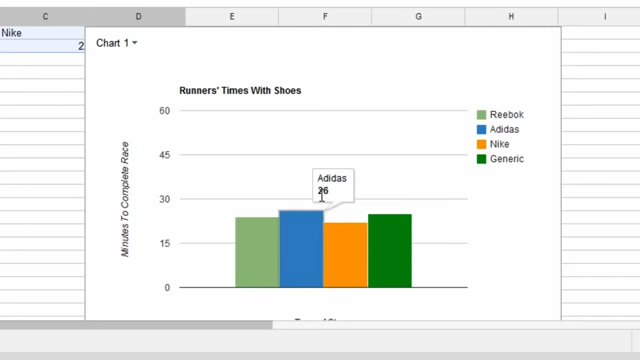 C D E F G H I
Nike
2
Chart 1
Runners' Times With Shoes
60
45
30
15
0
Minutes To Complete Race
Adidas
26
Reebok
Adidas
Nike
Generic